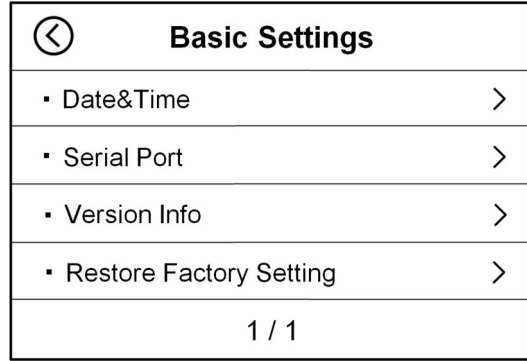 Basic Settings
▪ Date&Time
▪ Serial Port
▪ Version Info
▪ Restore Factory Setting
1 / 1